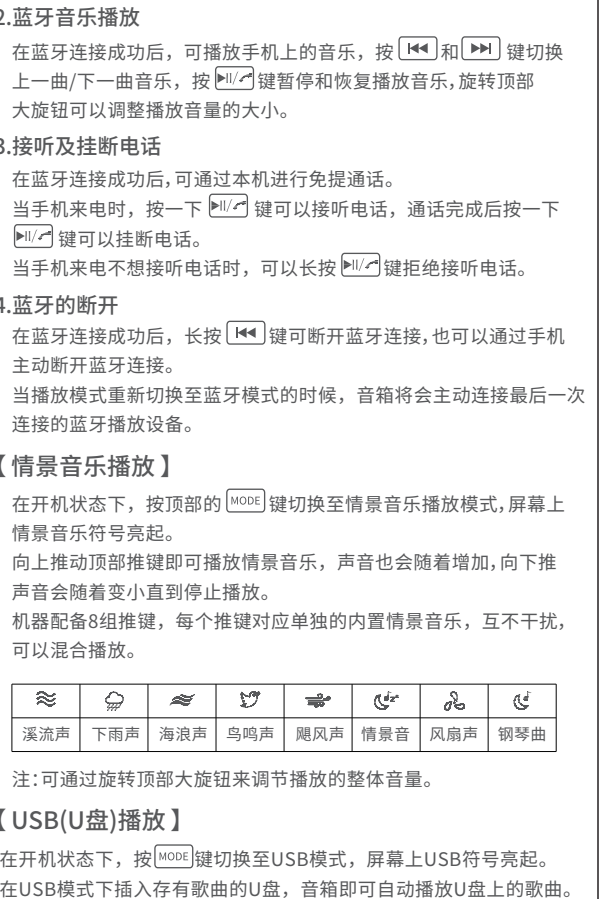 2.蓝牙音乐播放
在蓝牙连接成功后，可播放手机上的音乐，按和键切换
上一曲/下一曲音乐，按键暂停和恢复播放音乐,旋转顶部
大旋钮可以调整播放音量的大小。
3.接听及挂断电话
在蓝牙连接成功后,可通过本机进行免提通话。
当手机来电时，按一下键可以接听电话，通话完成后按一下
键可以挂断电话。
当手机来电不想接听电话时，可以长按键拒绝接听电话。
4.蓝牙的断开
在蓝牙连接成功后，长按键可断开蓝牙连接,也可以通过手机
主动断开蓝牙连接。
当播放模式重新切换至蓝牙模式的时候，音箱将会主动连接最后一次
连接的蓝牙播放设备。
【情景音乐播放】
在开机状态下，按顶部的MODE键切换至情景音乐播放模式,屏幕上
情景音乐符号亮起。
向上推动顶部推键即可播放情景音乐，声音也会随着增加,向下推
声音会随着变小直到停止播放。
机器配备8组推键，每个推键对应单独的内置情景音乐，互不干扰，
可以混合播放。
溪流声 下雨声 海浪声 鸟鸣声 飓风声 情景音 风扇声 钢琴曲
注:可通过旋转顶部大旋钮来调节播放的整体音量。
【USB(U盘)播放】
在开机状态下，按MODE键切换至USB模式，屏幕上USB符号亮起。
在USB模式下插入存有歌曲的U盘，音箱即可自动播放U盘上的歌曲。